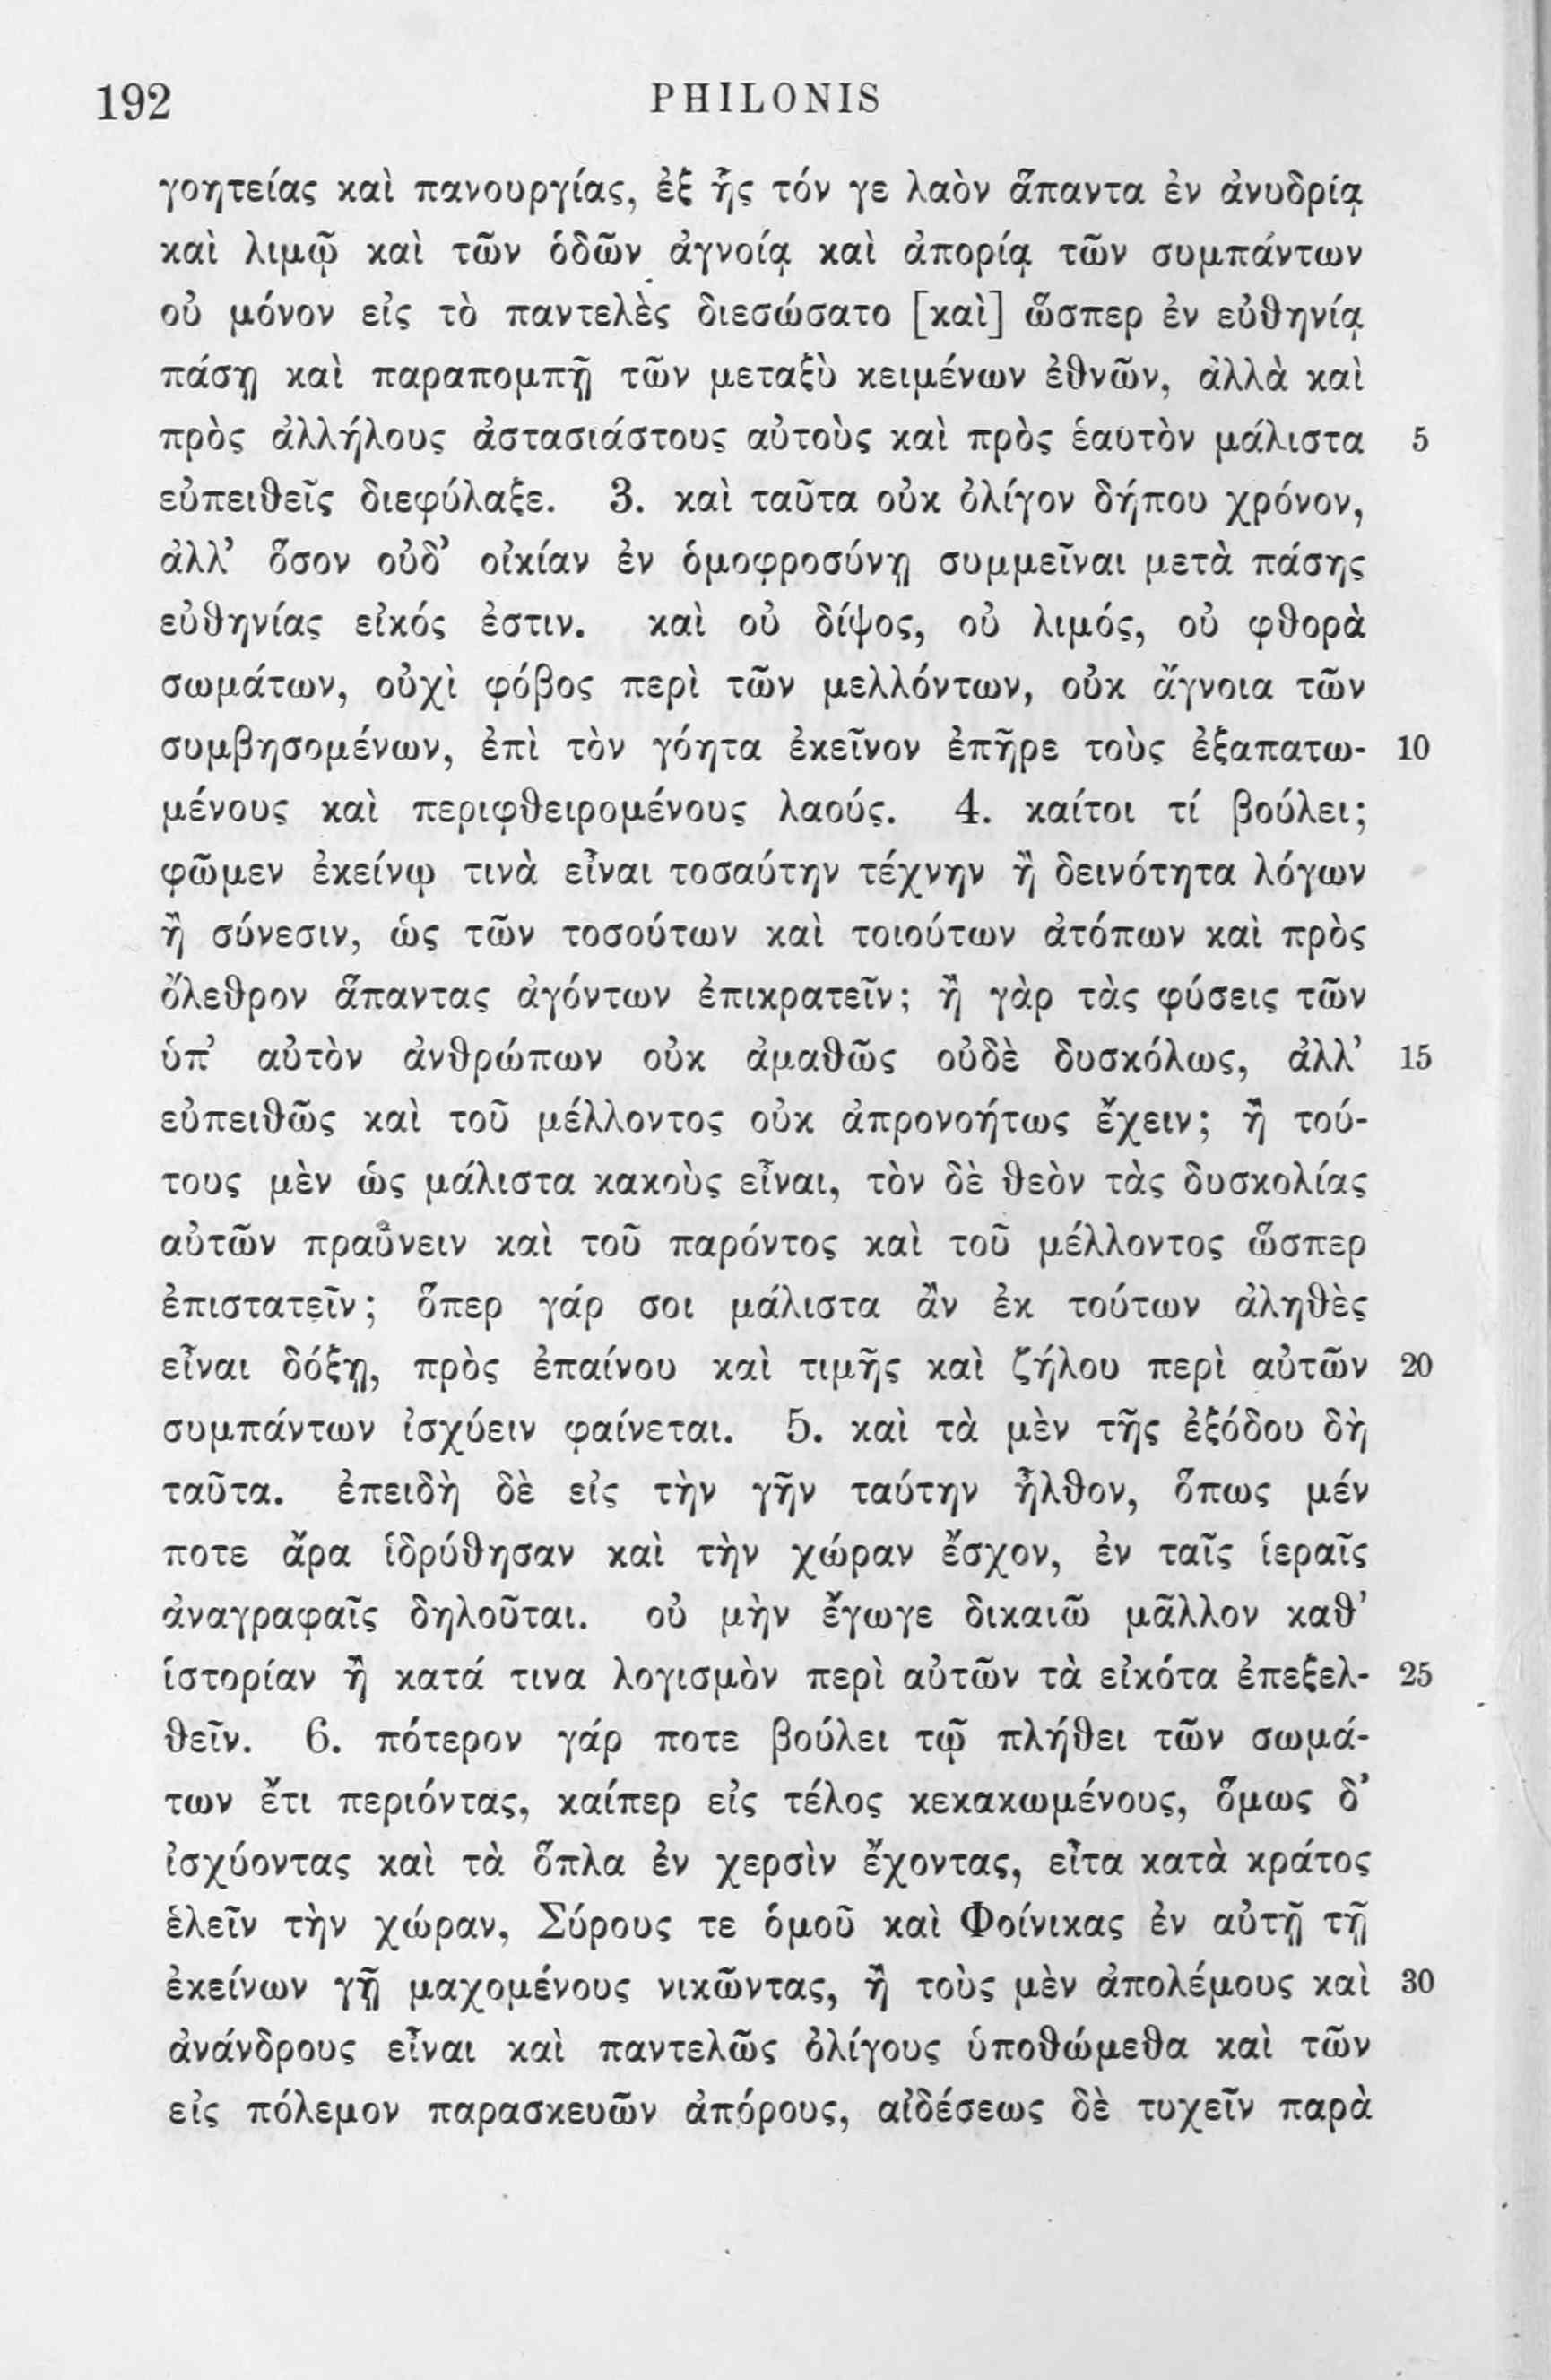 192 PHILONIS
γοητείας καὶ πανουργίας, ἐξ ἧς τόν γε λαὸν ἅπαντα ἐν ἀνυδρίᾳ
καὶ λιμῷ καὶ τῶν ὁδῶν ἀγνοίᾳ καὶ ἀπορίᾳ τῶν συμπάντων
οὐ μόνον εἰς τὸ παντελὲς διεσώσατο [καὶ] ὥσπερ ἐν εὐθηνίᾳ
πάσῃ καὶ παραπομπῇ τῶν μεταξὺ κειμένων ἐθνῶν, ἀλλὰ καὶ
πρὸς ἀλλήλους ἀστασιάστους αὐτοὺς καὶ πρὸς ἑαυτὸν μάλιστα 5
εὐπειθεῖς διεφύλαξε. 3. καὶ ταῦτα οὐκ ὀλίγον δήπου χρόνον,
ἀλλ’ ὅσον οὐδ’ οἰκίαν ἐν ὁμοφροσύνῃ συμμεῖναι μετὰ πάσης
εὐθηνίας εἰκός ἐστιν. καὶ οὐ δίψος, οὐ λιμός, οὐ φθορὰ
σωμάτων, οὐχὶ φόβος περὶ τῶν μελλόντων, οὐκ ἄγνοια τῶν
συμβησομένων, ἐπὶ τὸν γόητα ἐκεῖνον ἐπῆρε τοὺς ἐξαπατω- 10
μένους καὶ περιφθειρομένους λαούς. 4. καίτοι τί βούλει;
φῶμεν ἐκείνῳ τινὰ εἶναι τοσαύτην τέχνην ἢ δεινότητα λόγων
ἢ σύνεσιν, ὡς τῶν τοσούτων καὶ τοιούτων ἀτόπων καὶ πρὸς
ὄλεθρον ἅπαντας ἀγόντων ἐπικρατεῖν; ἢ γὰρ τὰς φύσεις τῶν
ὑπ’ αὐτὸν ἀνθρώπων οὐκ ἀμαθῶς οὐδὲ δυσκόλως, ἀλλ’ 15
εὐπειθῶς καὶ τοῦ μέλλοντος οὐκ ἀπρονοήτως ἔχειν; ἢ τού-
τους μὲν ὡς μάλιστα κακοὺς εἶναι, τὸν δὲ θεὸν τὰς δυσκολίας
αὐτῶν πραΰνειν καὶ τοῦ παρόντος καὶ τοῦ μέλλοντος ὥσπερ
ἐπιστατεῖν; ὅπερ γάρ σοι μάλιστα ἂν ἐκ τούτων ἀληθὲς
εἶναι δόξῃ, πρὸς ἐπαίνου καὶ τιμῆς καὶ ζήλου περὶ αὐτῶν 20
συμπάντων ἰσχύειν φαίνεται. 5. καὶ τὰ μὲν τῆς ἐξόδου δὴ
ταῦτα. ἐπειδὴ δὲ εἰς τὴν γῆν ταύτην ἦλθον, ὅπως μέν
ποτε ἄρα ἱδρύθησαν καὶ τὴν χώραν ἔσχον, ἐν ταῖς ἱεραῖς
ἀναγραφαῖς δηλοῦται. οὐ μὴν ἔγωγε δικαιῶ μᾶλλον καθ’
ἱστορίαν ἢ κατά τινα λογισμὸν περὶ αὐτῶν τὰ εἰκότα ἐπεξελ- 25
θεῖν. 6. πότερον γάρ ποτε βούλει τῷ πλήθει τῶν σωμά-
των ἔτι περιόντας, καίπερ εἰς τέλος κεκακωμένους, ὅμως δ’
ἰσχύοντας καὶ τὰ ὅπλα ἐν χερσὶν ἔχοντας, εἶτα κατὰ κράτος
ἑλεῖν τὴν χώραν, Σύρους τε ὁμοῦ καὶ Φοίνικας ἐν αὐτῇ τῇ
ἐκείνων γῇ μαχομένους νικῶντας, ἢ τοὺς μὲν ἀπολέμους καὶ 30
ἀνάνδρους εἶναι καὶ παντελῶς ὀλίγους ὑποθώμεθα καὶ τῶν
εἰς πόλεμον παρασκευῶν ἀπόρους, αἰδέσεως δὲ τυχεῖν παρὰ